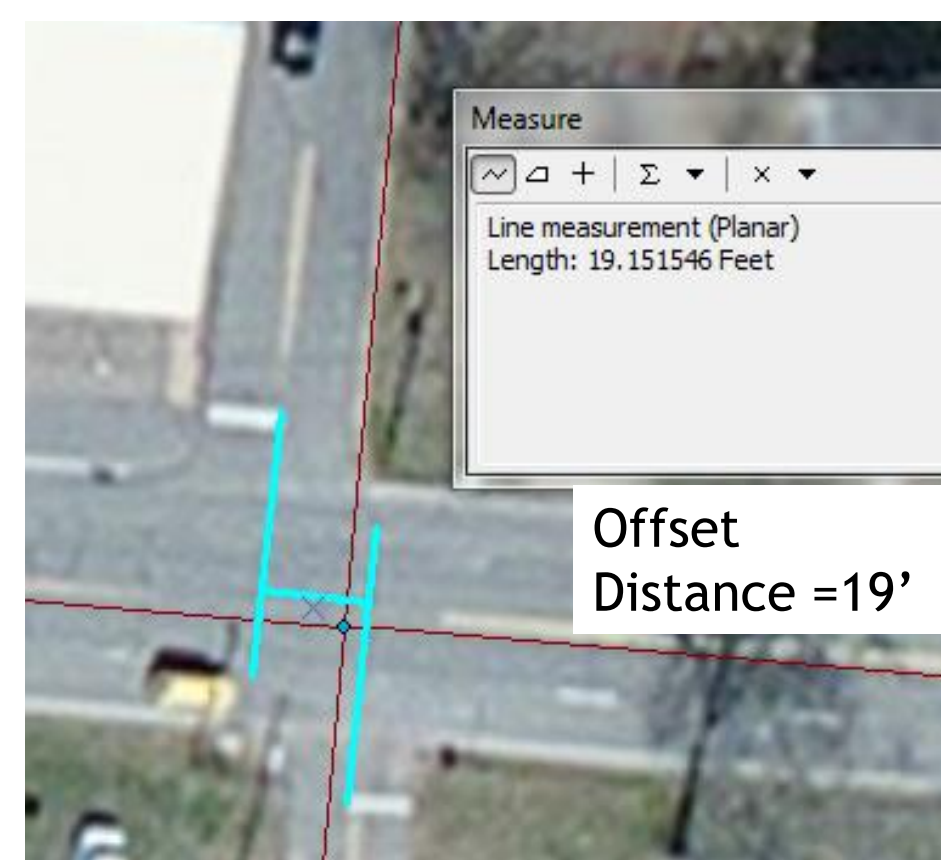 Measure
Line measurement (Planar)
Length: 19.151546 Feet
Offset
Distance =19’